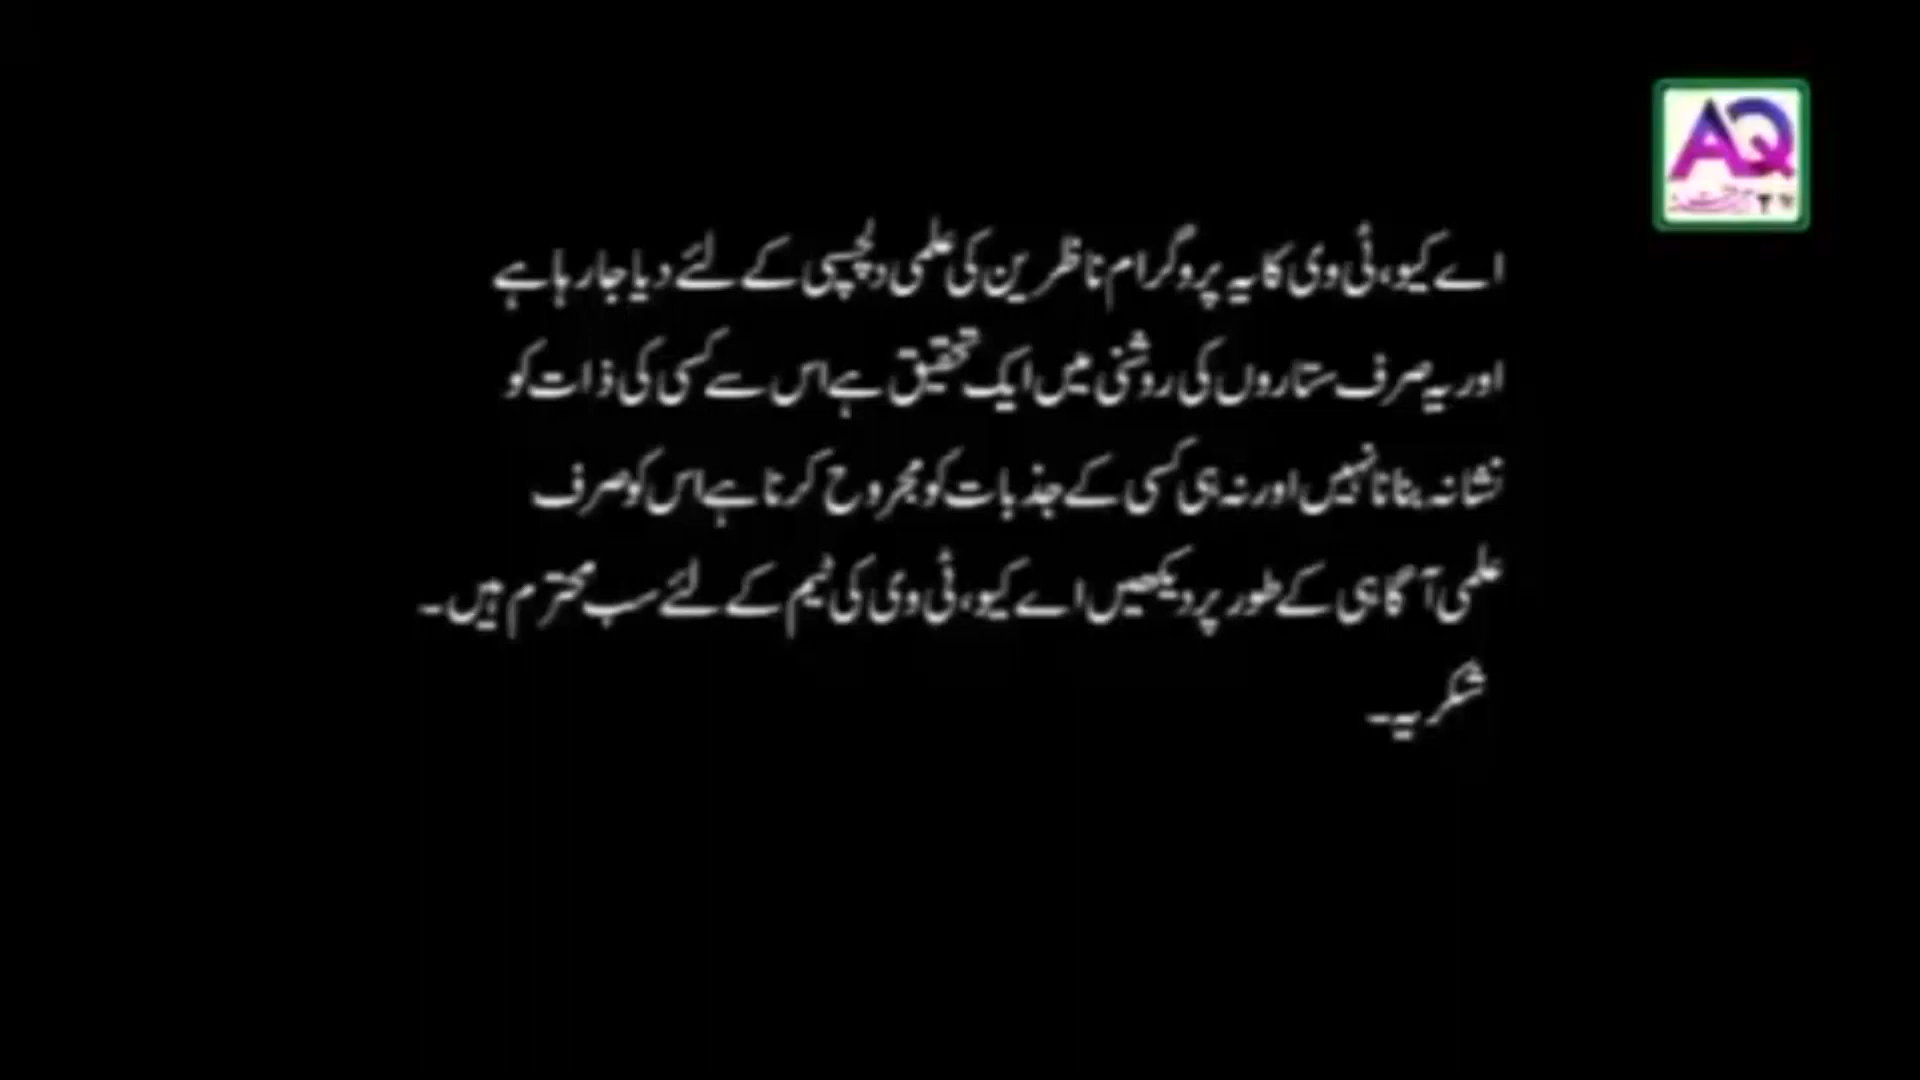 AQ
اے کیو، ٹی وی کا یہ پروگرام ناظرین کی علمی دلچسپی کے لئے دیا جا رہا ہے
اور یہ صرف ستاروں کی روشنی میں ایک تحقیق ہے اس سے کسی کی ذات کو
نشانہ بنانا نہیں اور نہ ہی کسی کے جذبات کو مجروح کرنا ہے اس کو صرف
علمی آگاہی کے طور پر دیکھیں اے کیو، ٹی وی کی ٹیم کے لئے سب محترم ہیں۔
شکریہ۔